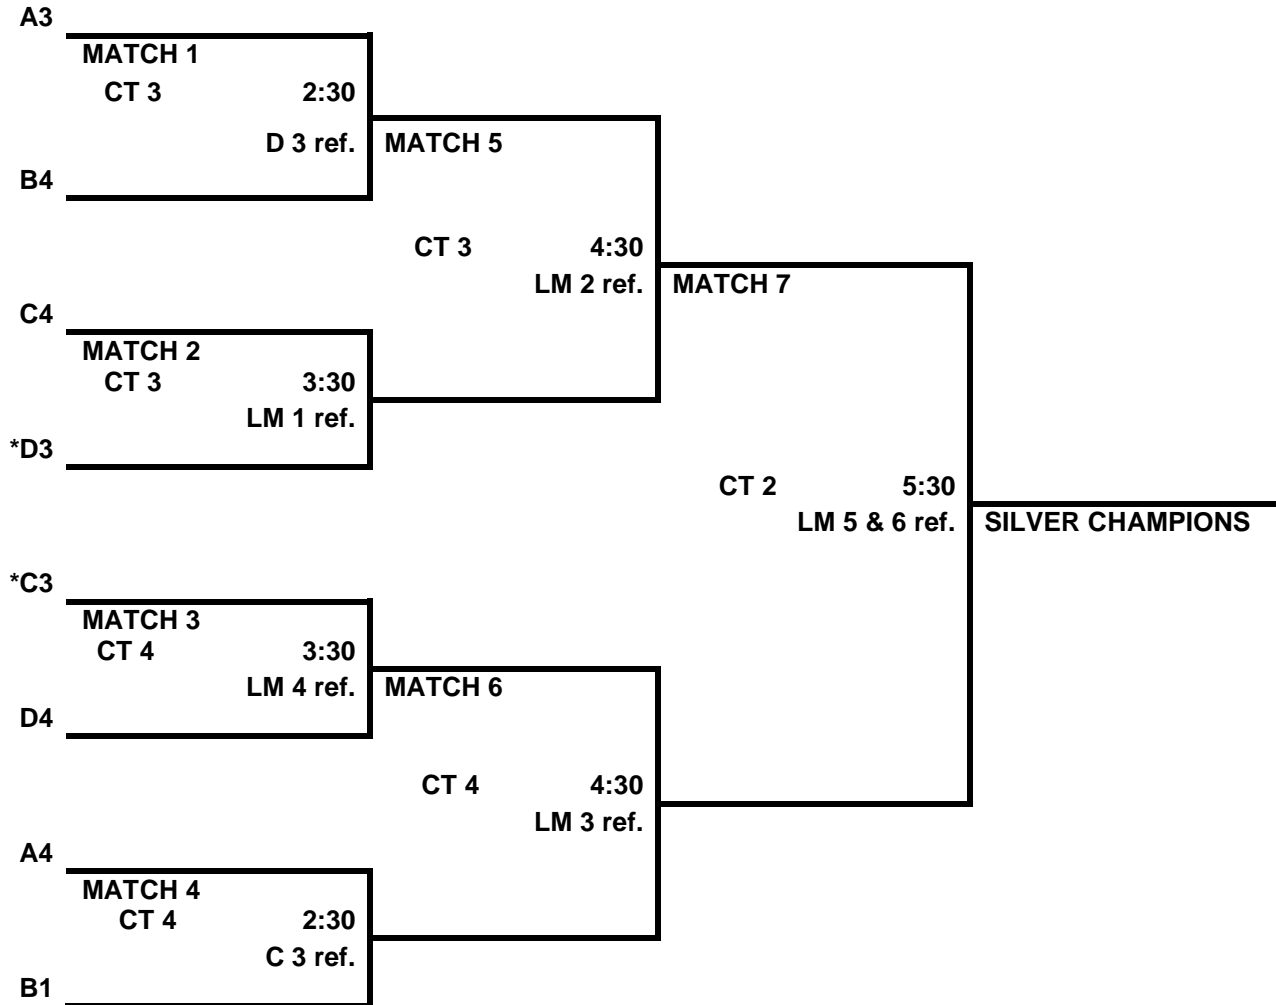 A3
MATCH 1
CT 3 2:30
D 3 ref. MATCH 5
B4
CT 3 4:30
LM 2 ref. MATCH 7
C4
MATCH 2
CT 3 3:30
LM 1 ref.
*D3
CT 2 5:30
LM 5 & 6 ref. SILVER CHAMPIONS
*C3
MATCH 3
CT 4 3:30
LM 4 ref. MATCH 6
D4
CT 4 4:30
LM 3 ref.
A4
MATCH 4
CT 4 2:30
C 3 ref.
B1